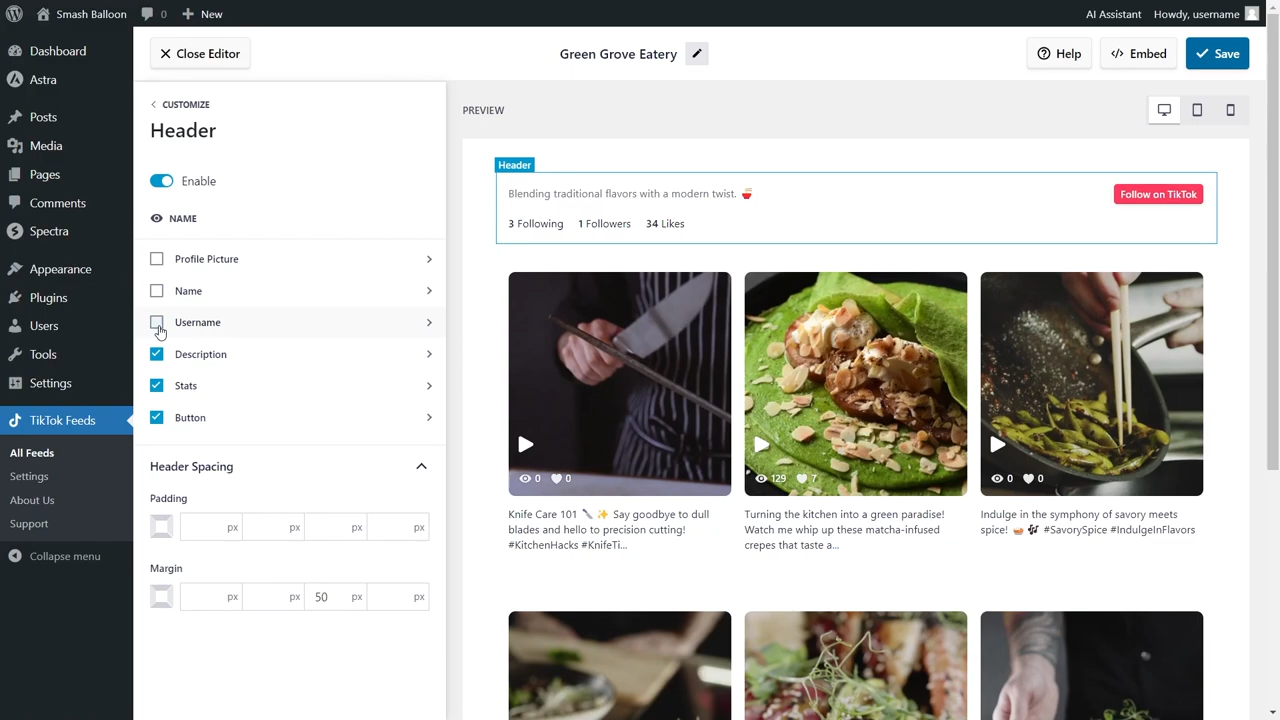 Smash Balloon 0 New AI Assistant Howdy, username
Dashboard
Astra
Posts
Media
Pages
Comments
Spectra
Appearance
Plugins
Users
Tools
Settings
TikTok Feeds
All Feeds
Settings
About Us
Support
Collapse menu
Close Editor Green Grove Eatery Help </> Embed Save
CUSTOMIZE
Header
Enable
NAME
Profile Picture
Name
Username
Description
Stats
Button
Header Spacing
Padding
px px px px
Margin
px px 50 px px
PREVIEW
Header
Blending traditional flavors with a modern twist. 🍜
Follow on TikTok
3 Following 1 Followers 34 Likes
0 0
129 7
0 0
Knife Care 101 🔪 ✨ Say goodbye to dull
blades and hello to precision cutting!
#KitchenHacks #KnifeTi...
Turning the kitchen into a green paradise!
Watch me whip up these matcha-infused
crepes that taste a...
Indulge in the symphony of savory meets
spice! 🥘 🎶 #SavorySpice #IndulgeInFlavors